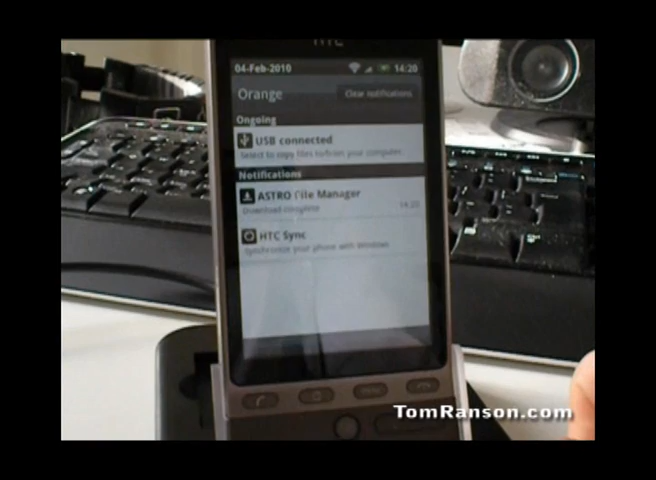 HTC
04-Feb-2010 14:20
Orange Clear notifications
Ongoing
USB connected
Select to copy files to/from your computer.
Notifications
ASTRO File Manager
Download complete 14:20
HTC Sync
Synchronize your phone with Windows
TomRanson.com